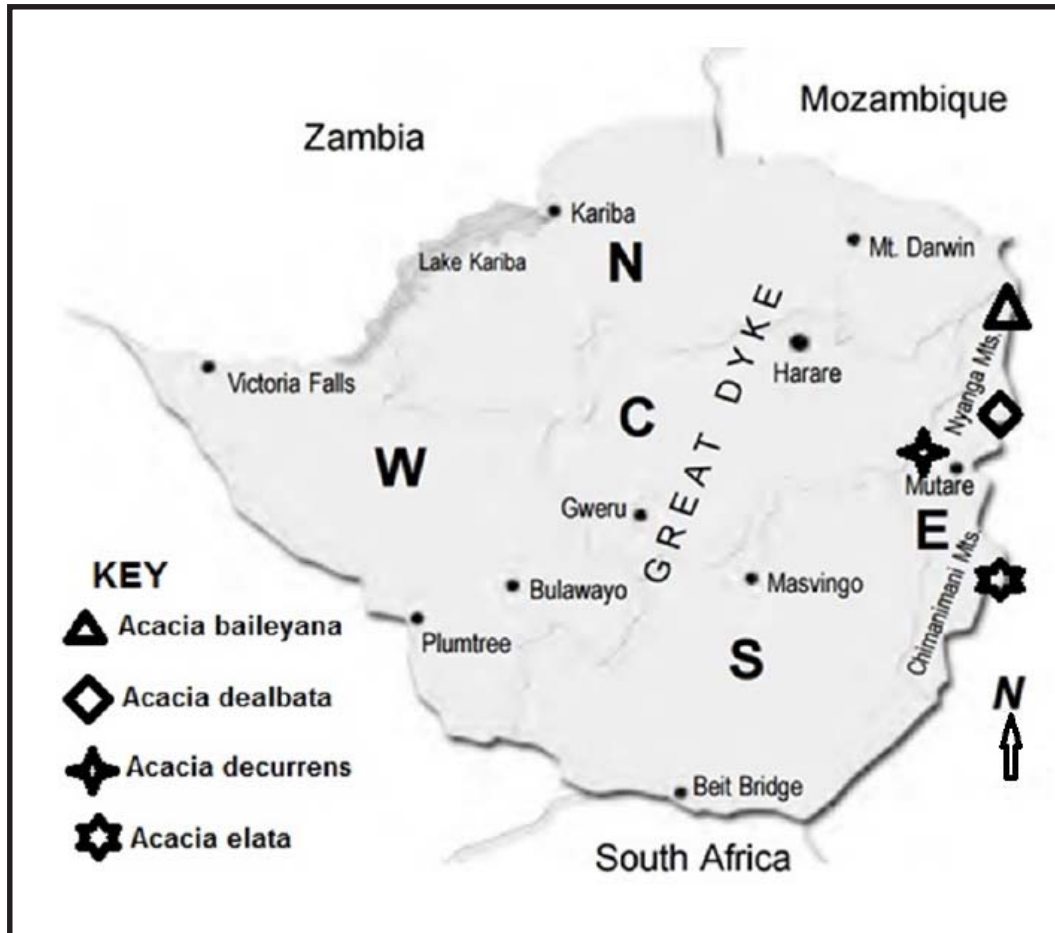 Mozambique
Zambia
Kariba
N
Mt. Darwin
Lake Kariba
Harare
Victoria Falls
Nyanga Mts.
C
W
GREAT DYKE
Mutare
Gweru
E
Bulawayo
Masvingo
Plumtree
Chimanimani Mts.
S
Beit Bridge
South Africa
N
KEY
Acacia baileyana
Acacia dealbata
Acacia decurrens
Acacia elata